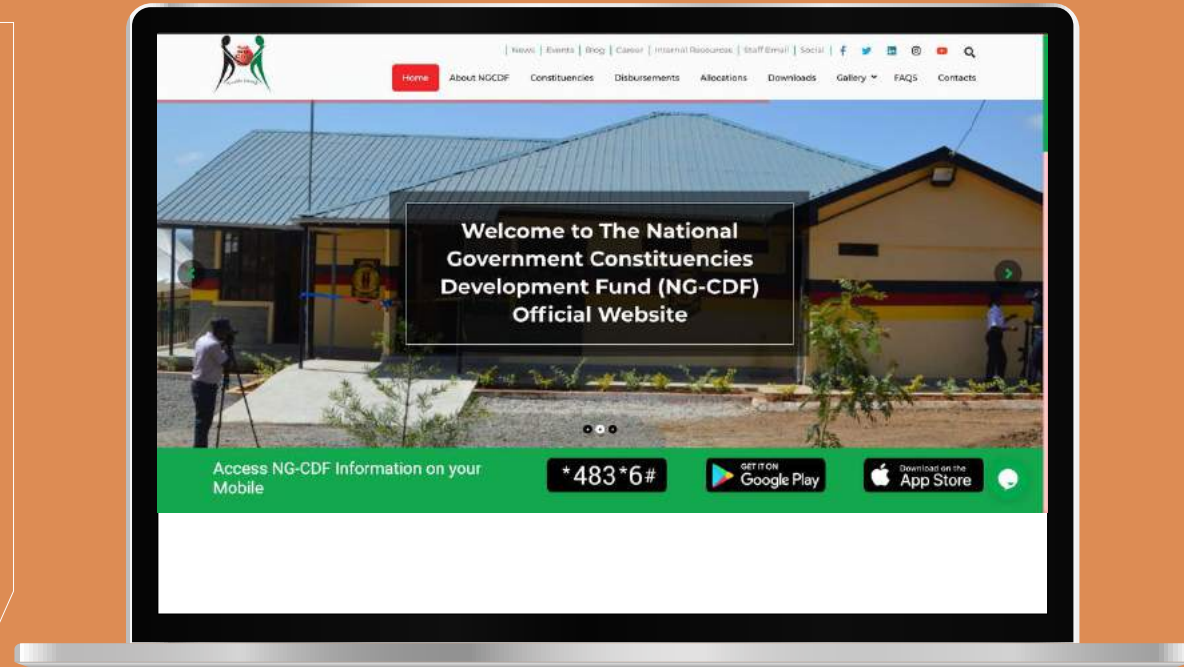 | News | Events | Blog | Career | Internal Resources | Staff Email | Social |
Home About NGCDF Constituencies Disbursements Allocations Downloads Gallery FAQS Contacts
Welcome to The National
Government Constituencies
Development Fund (NG-CDF)
Official Website
Access NG-CDF Information on your
Mobile
*483*6#
GET IT ON
Google Play
Download on the
App Store